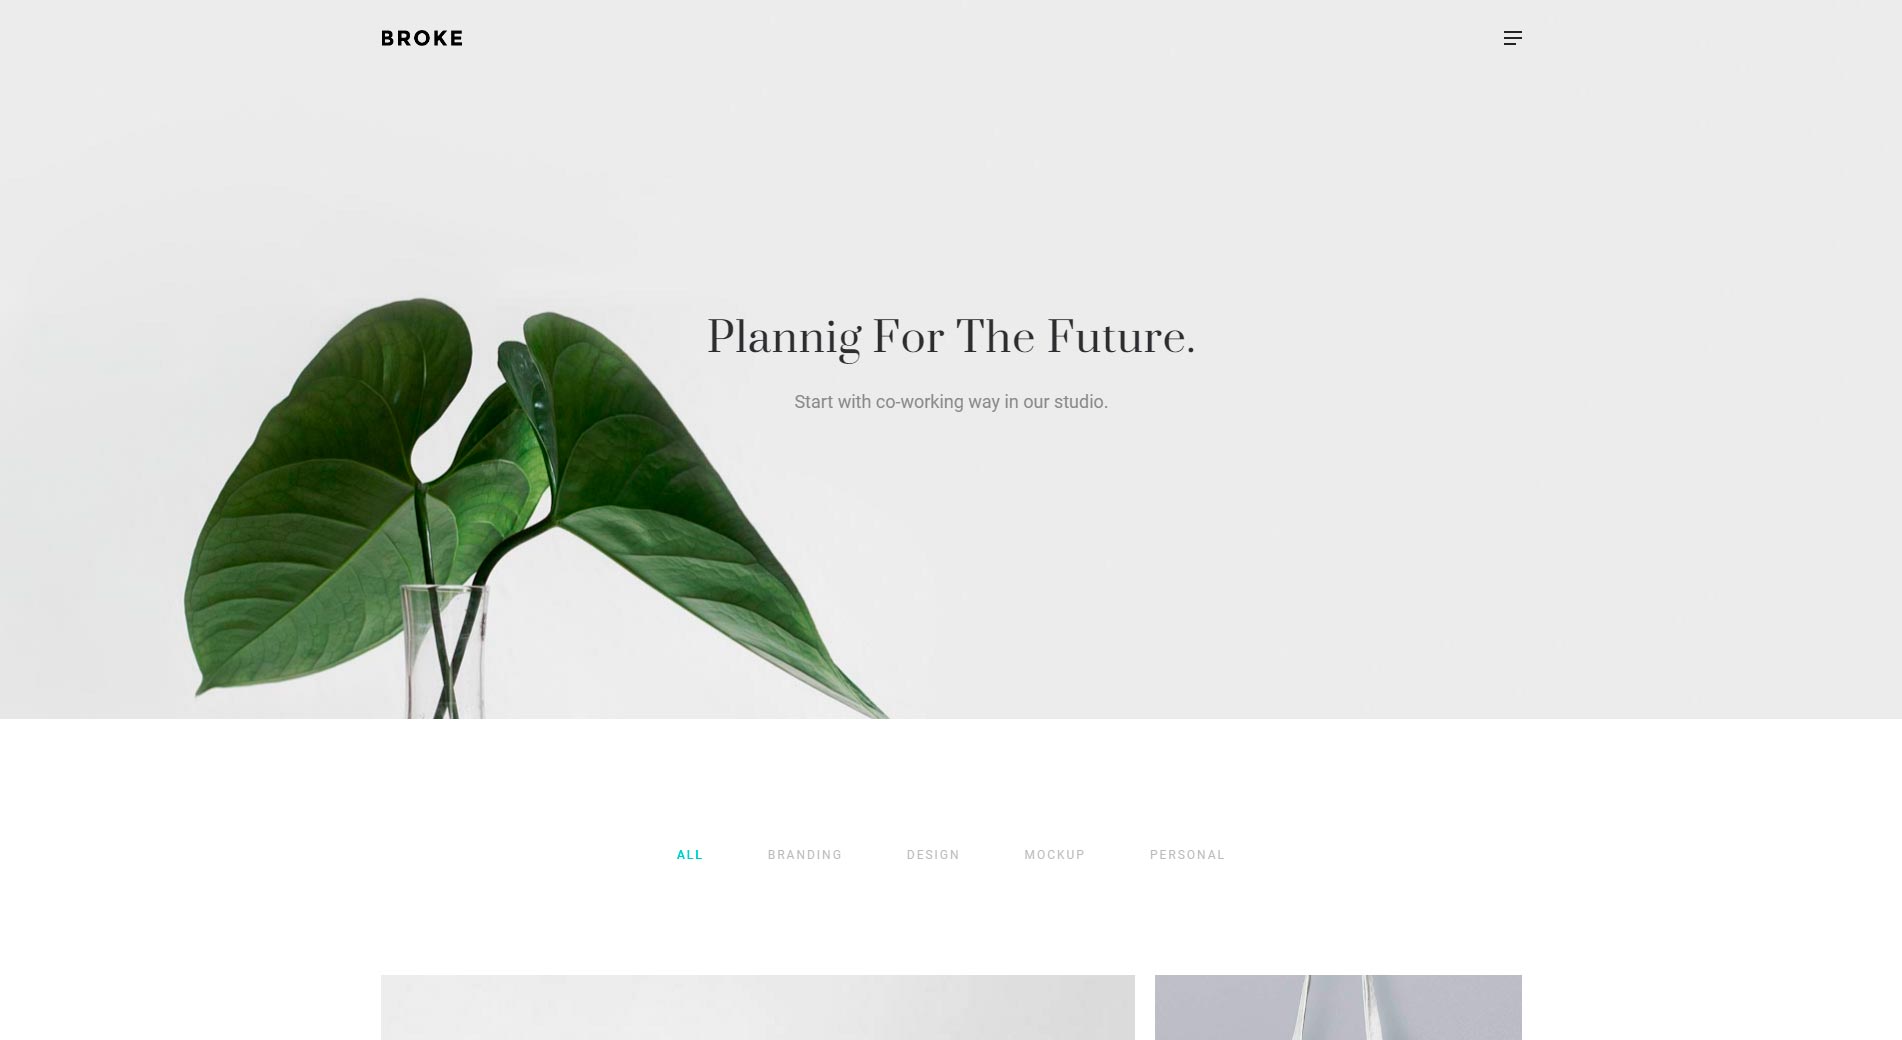 BROKE
Plannig For The Future.
Start with co-working way in our studio.
ALL BRANDING DESIGN MOCKUP PERSONAL